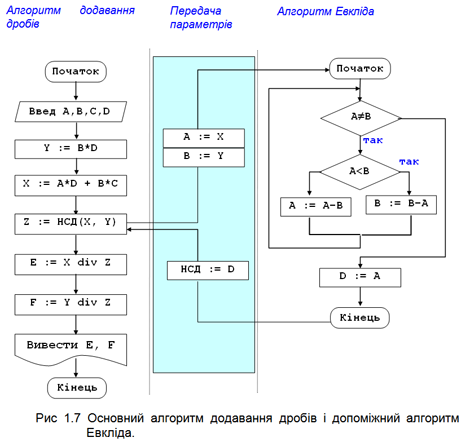 Алгоритм додавання
дробів
Передача
параметрів
Алгоритм Евкліда
Початок
Введ A,B,C,D
Y := B*D
X := A*D + B*C
Z := НСД(X, Y)
E := X div Z
F := Y div Z
Вивести E, F
Кінець
A := X
B := Y
НСД := D
Початок
A≠B
так
A<B
так
A := A-B
B := B-A
D := A
Кінець
Рис 1.7 Основний алгоритм додавання дробів і допоміжний алгоритм
Евкліда.